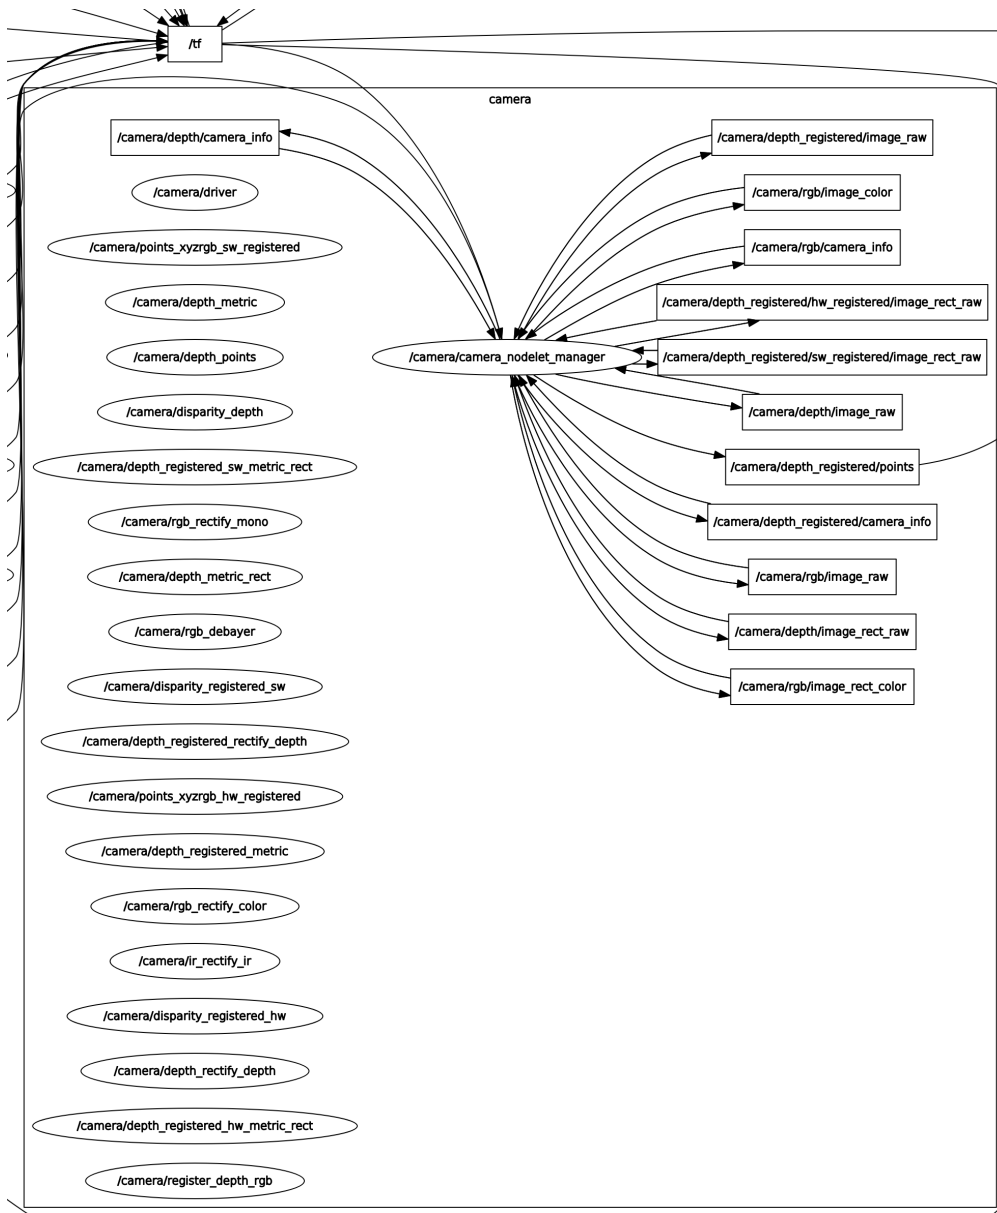 /tf
camera
/camera/depth/camera_info
/camera/driver
/camera/points_xyzrgb_sw_registered
/camera/depth_metric
/camera/depth_points
/camera/disparity_depth
/camera/depth_registered_sw_metric_rect
/camera/rgb_rectify_mono
/camera/depth_metric_rect
/camera/rgb_debayer
/camera/disparity_registered_sw
/camera/depth_registered_rectify_depth
/camera/points_xyzrgb_hw_registered
/camera/depth_registered_metric
/camera/rgb_rectify_color
/camera/ir_rectify_ir
/camera/disparity_registered_hw
/camera/depth_rectify_depth
/camera/depth_registered_hw_metric_rect
/camera/register_depth_rgb
/camera/camera_nodelet_manager
/camera/depth_registered/image_raw
/camera/rgb/image_color
/camera/rgb/camera_info
/camera/depth_registered/hw_registered/image_rect_raw
/camera/depth_registered/sw_registered/image_rect_raw
/camera/depth/image_raw
/camera/depth_registered/points
/camera/depth_registered/camera_info
/camera/rgb/image_raw
/camera/depth/image_rect_raw
/camera/rgb/image_rect_color